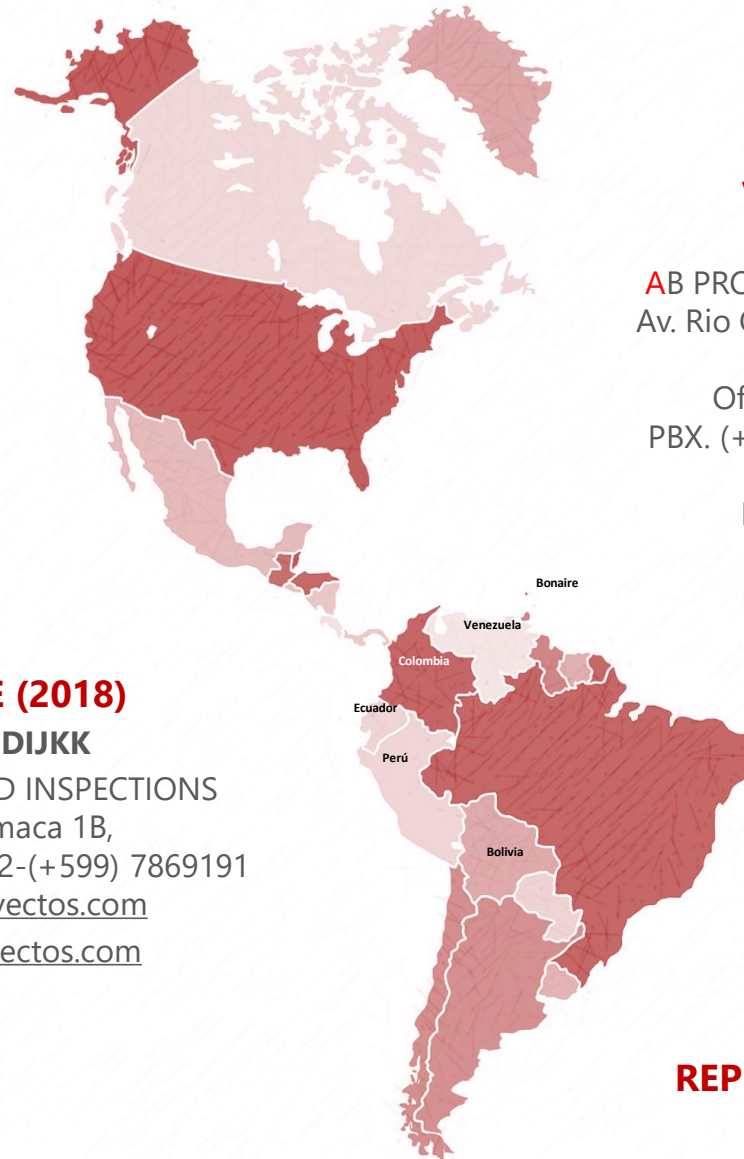 AB PRO
Av. Rio
Of
PBX. (+
Bonaire
Venezuela
Colombia
Ecuador
Perú
Bolivia
E (2018)
DIJKK
D INSPECTIONS
maca 1B,
2-(+599) 7869191
yectos.com
ectos.com
REP